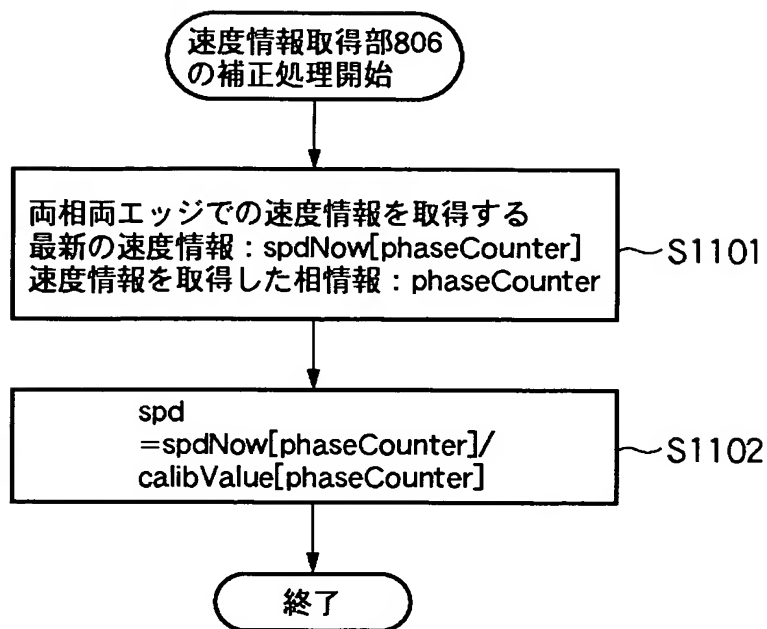 速度情報取得部806
の補正処理開始
両相両エッジでの速度情報を取得する
最新の速度情報：spdNow[phaseCounter]
速度情報を取得した相情報：phaseCounter
S1101
spd
=spdNow[phaseCounter]/
calibValue[phaseCounter]
S1102
終了